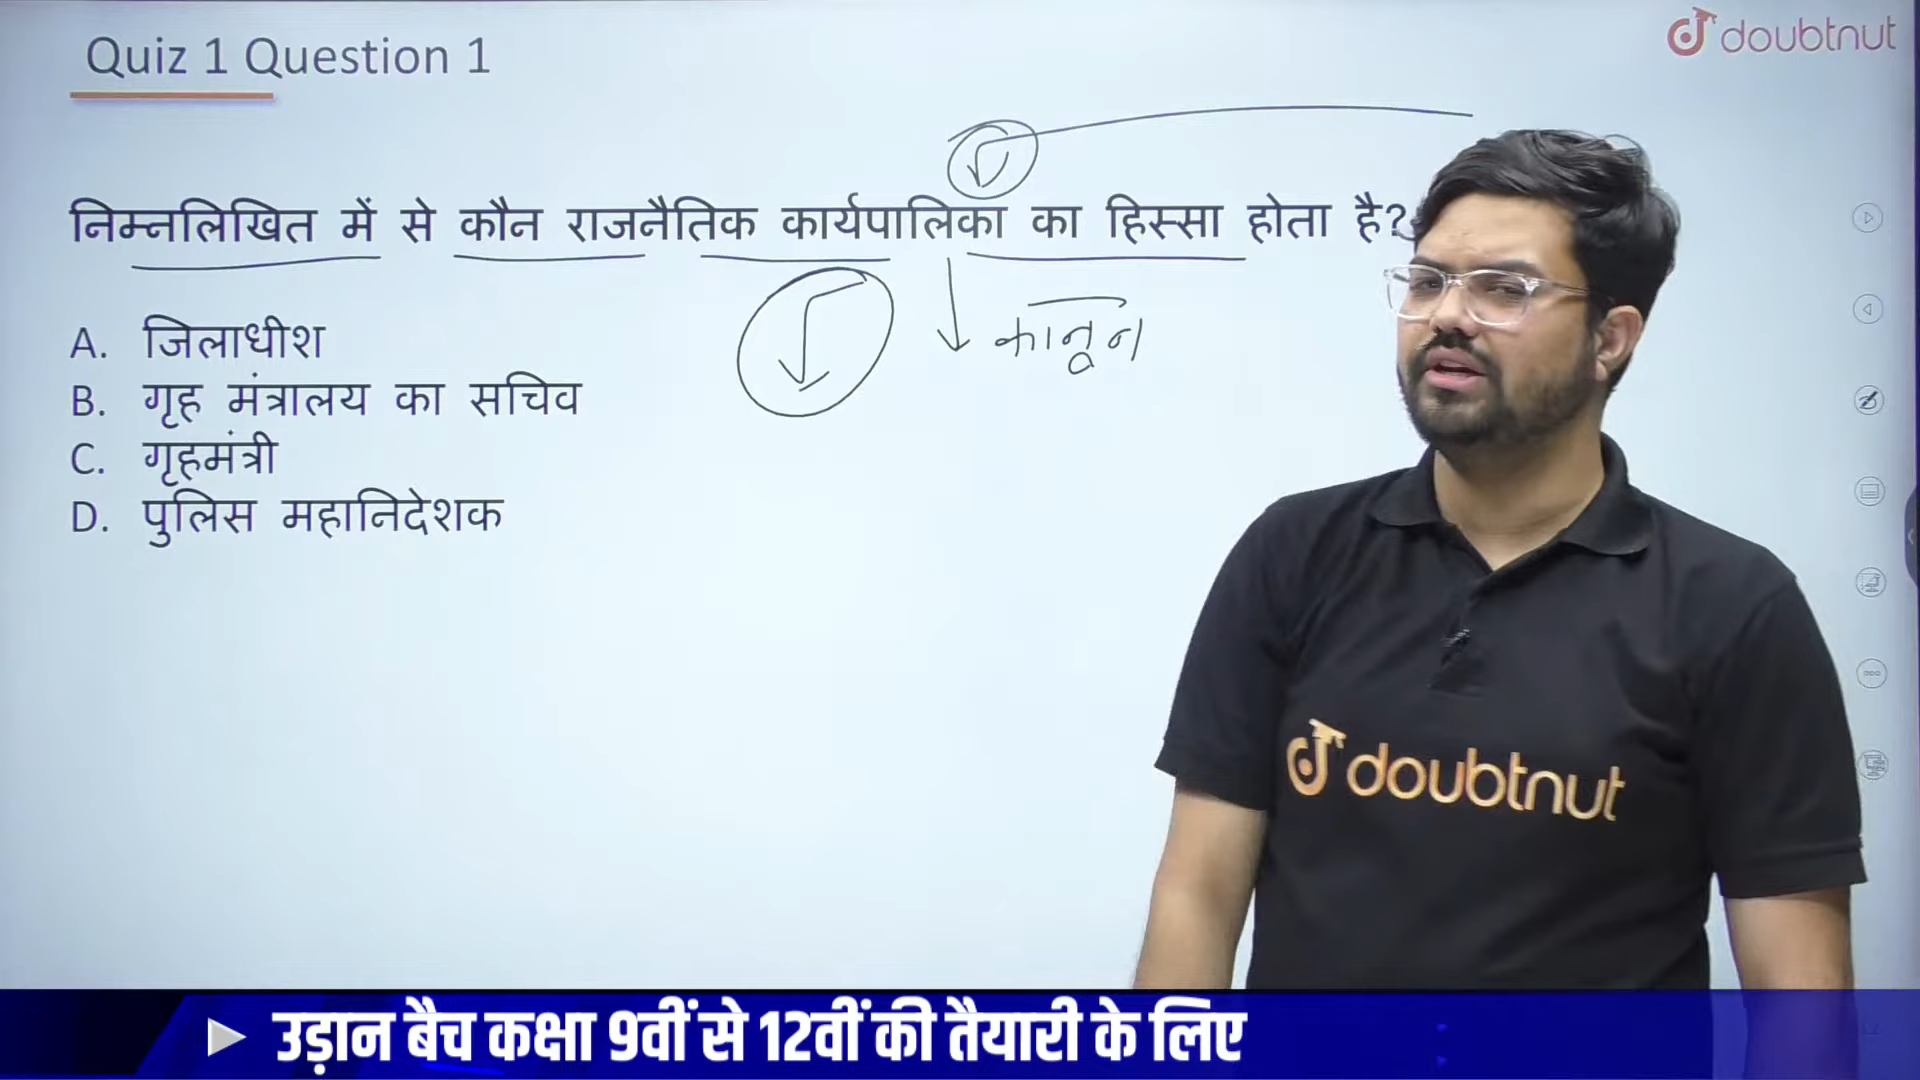 Quiz 1 Question 1
doubtnut
निम्नलिखित में से कौन राजनैतिक कार्यपालिका का हिस्सा होता है?
कानून
A. जिलाधीश
B. गृह मंत्रालय का सचिव
C. गृहमंत्री
D. पुलिस महानिदेशक
doubtnut
उड़ान बैच कक्षा 9वीं से 12वीं की तैयारी के लिए